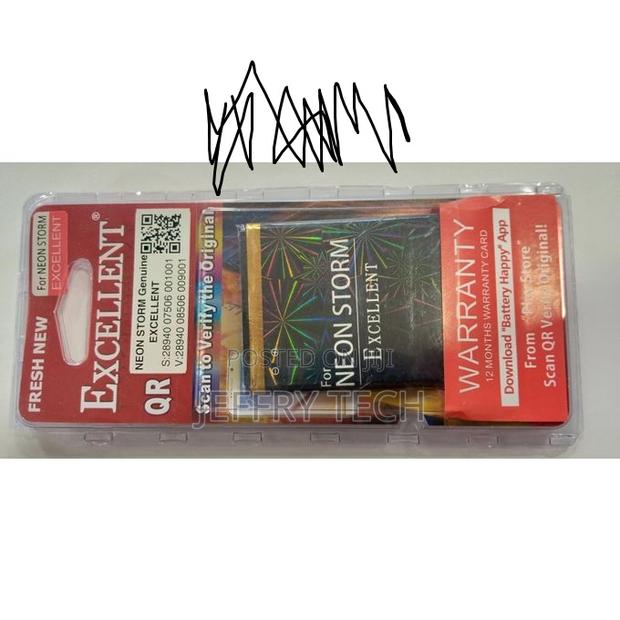 For NEON STORM
EXCELLENT
FRESH NEW
EXCELLENT®
QR
NEON STORM Genuine
EXCELLENT
S:28940 07506 001001
V:28940 08506 009001
Scan to Verify the Original
For
NEON STORM
EXCELLENT
WARRANTY
12 MONTHS WARRANTY CARD
Download "Battery Happy" App
From "Play Store
Scan QR Verify Original!
POSTED ON JIJI
JEFFRY TECH